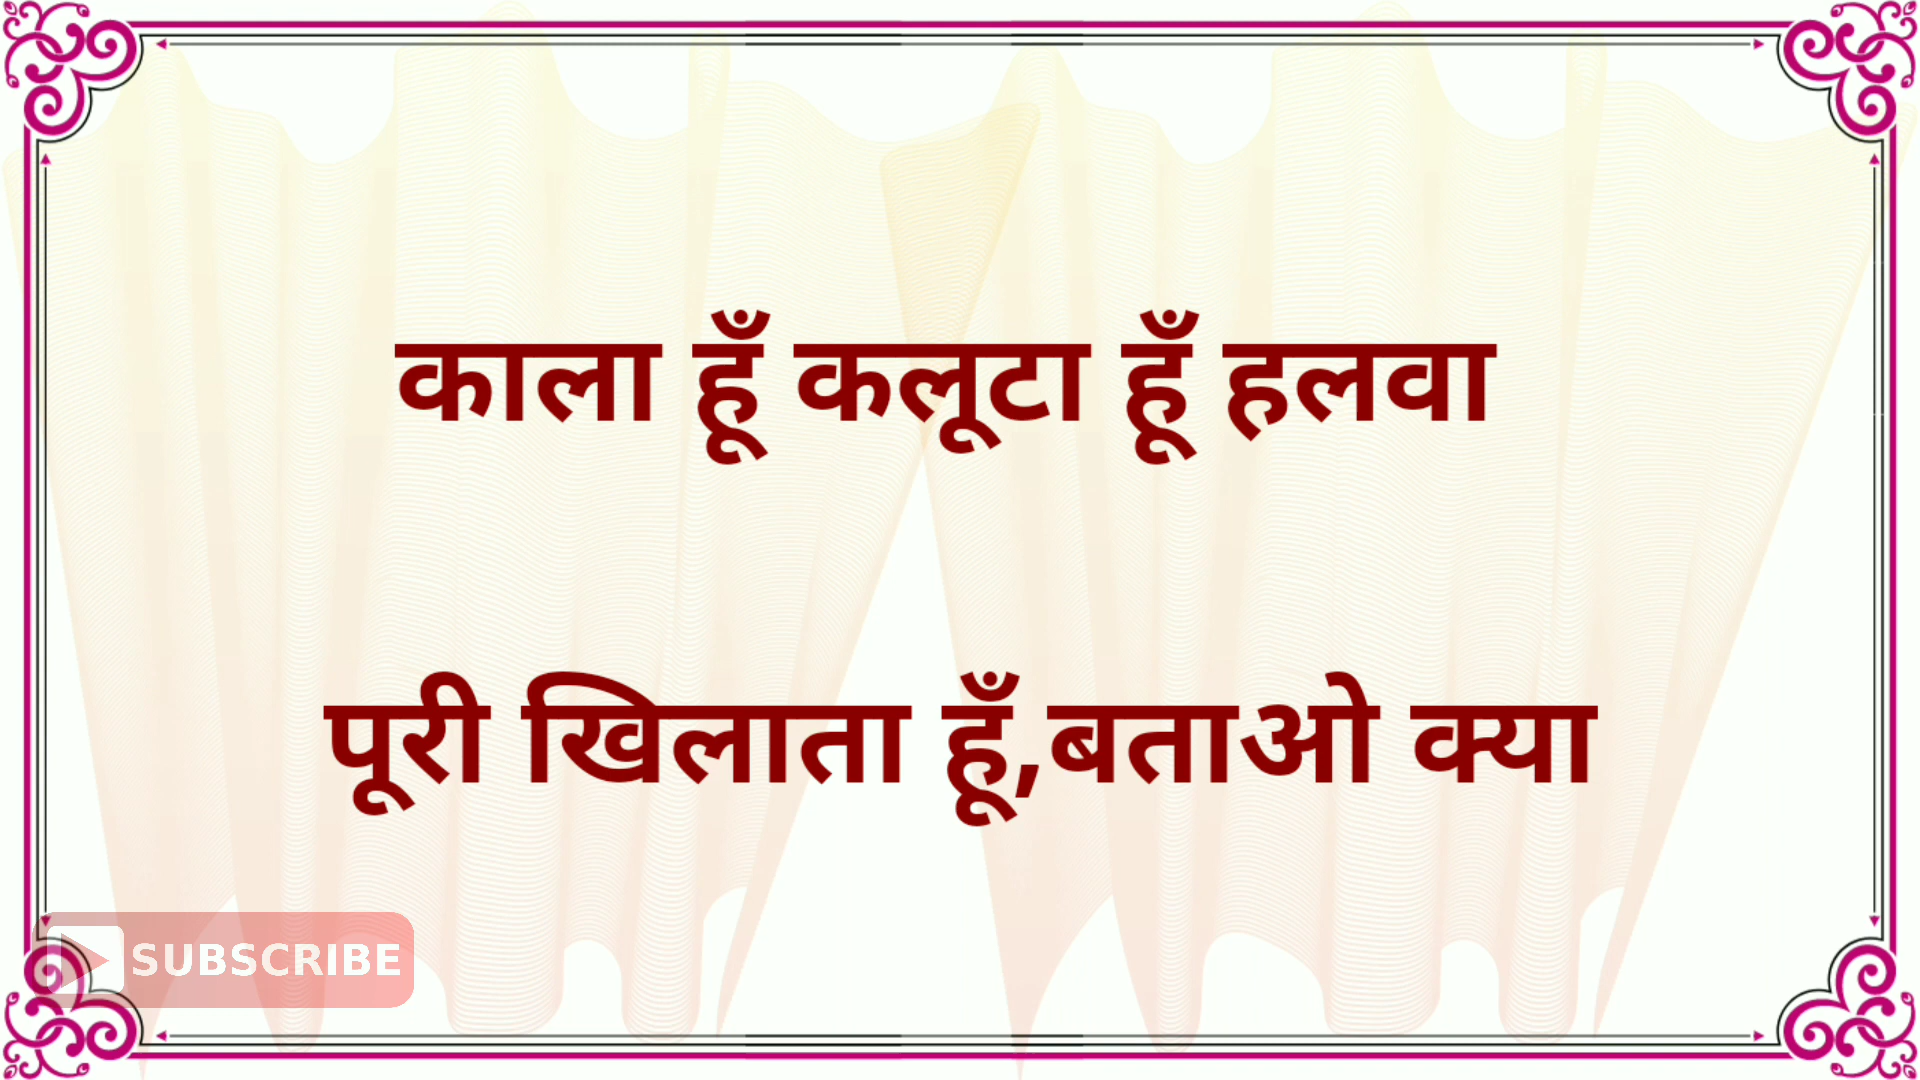 काला हूँ कलूटा हूँ हलवा
पूरी खिलाता हूँ,बताओ क्या
SUBSCRIBE